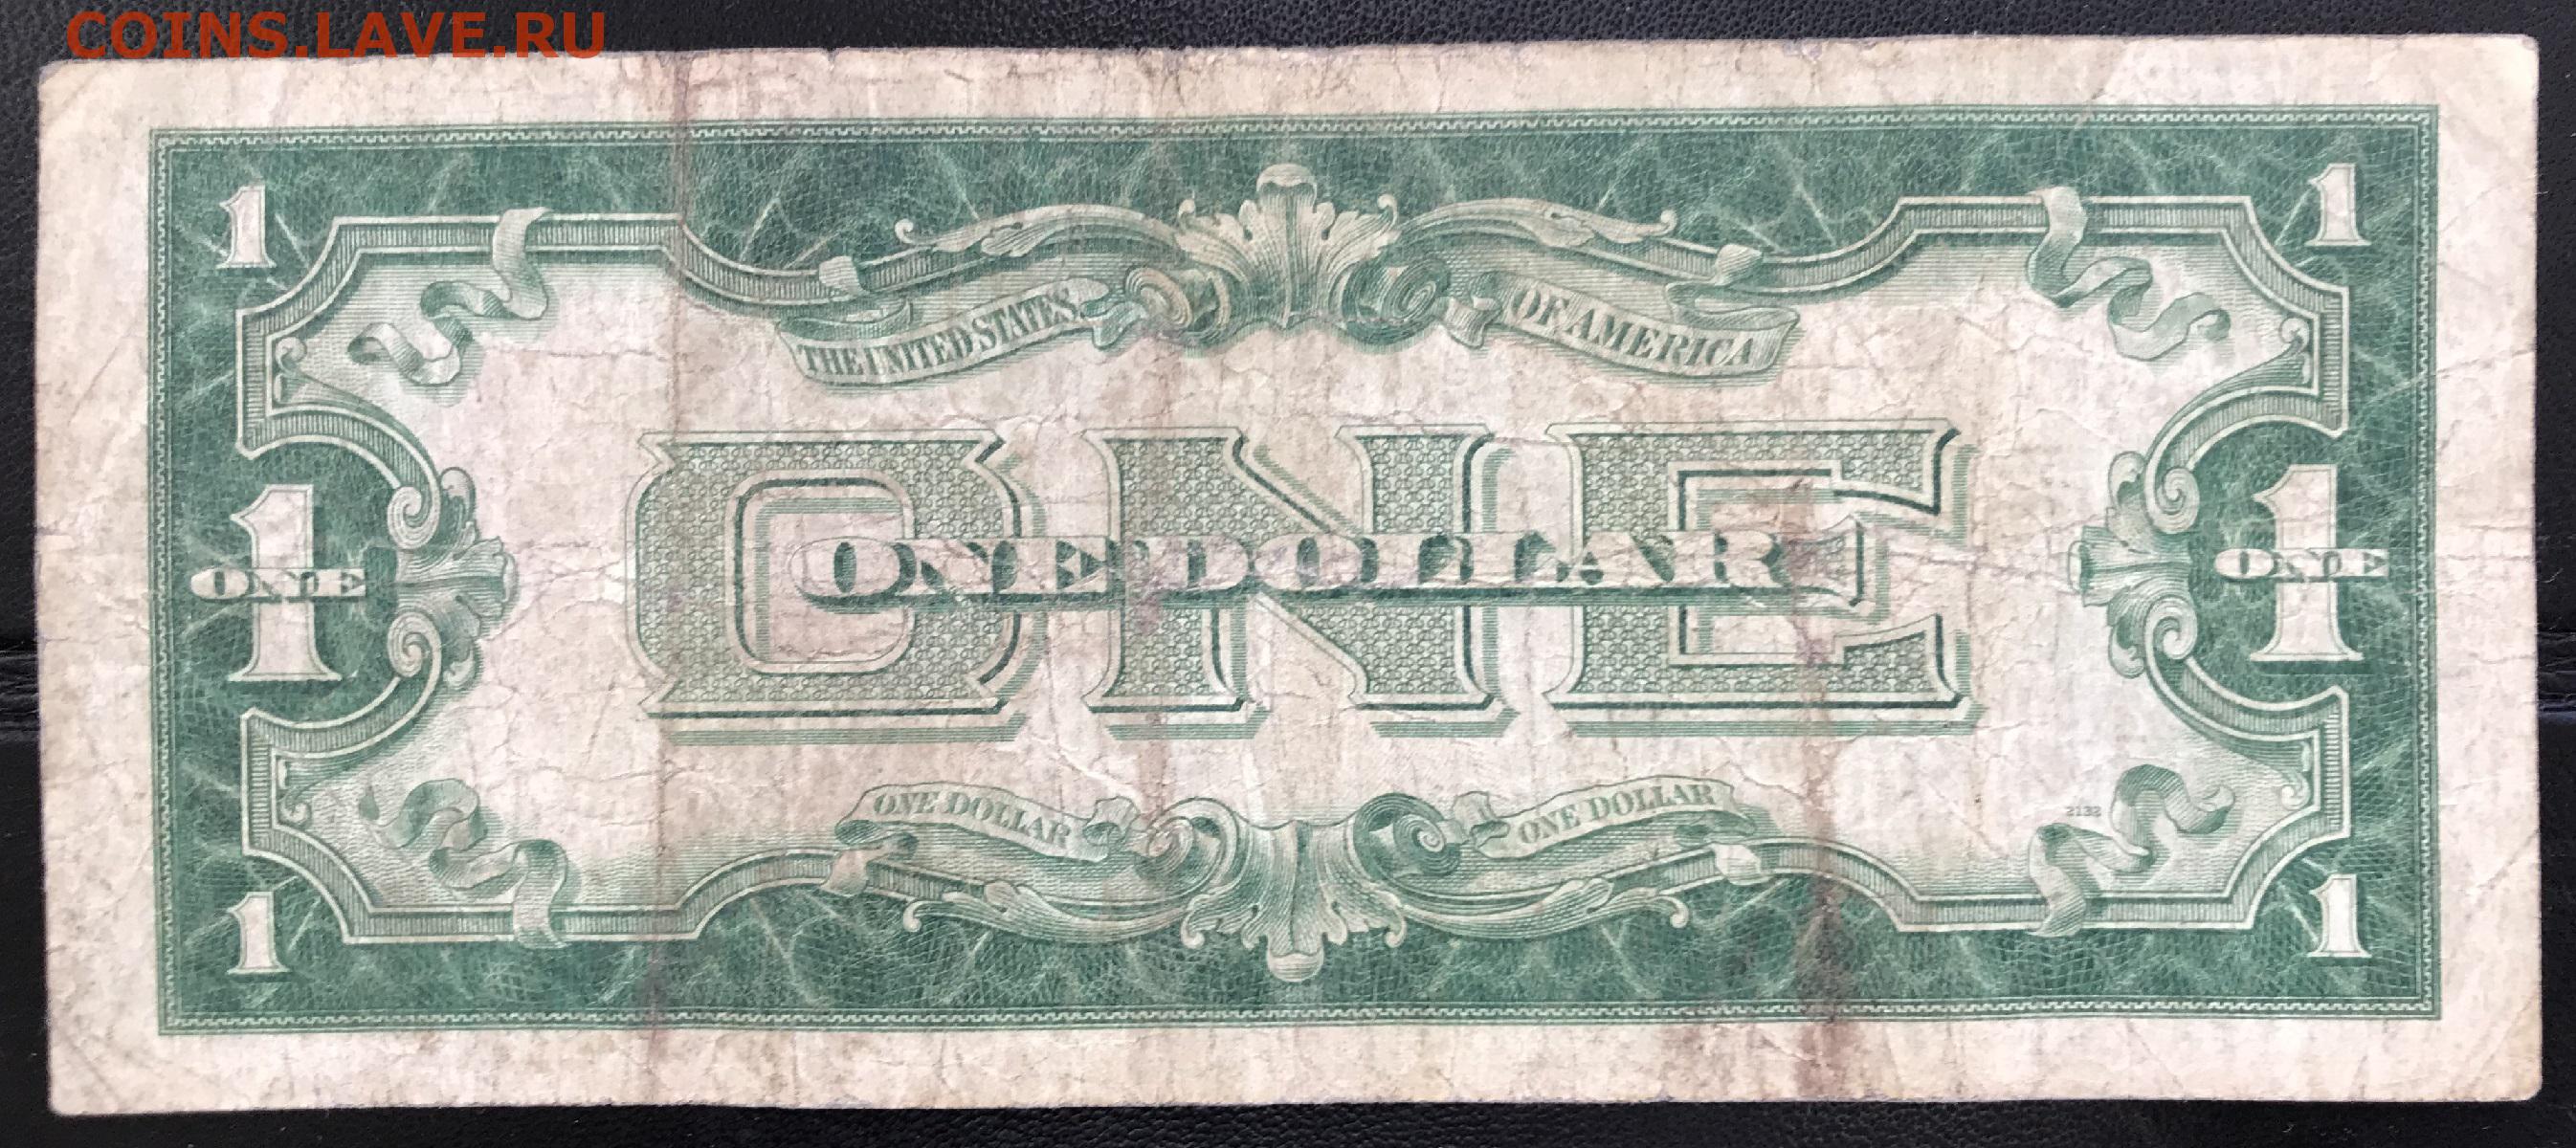 COINS.LAVE.RU
1 1
THE UNITED STATES OF AMERICA
ONE
ONE DOLLAR
1 ONE
1 ONE
ONE DOLLAR ONE DOLLAR
2132
1 1